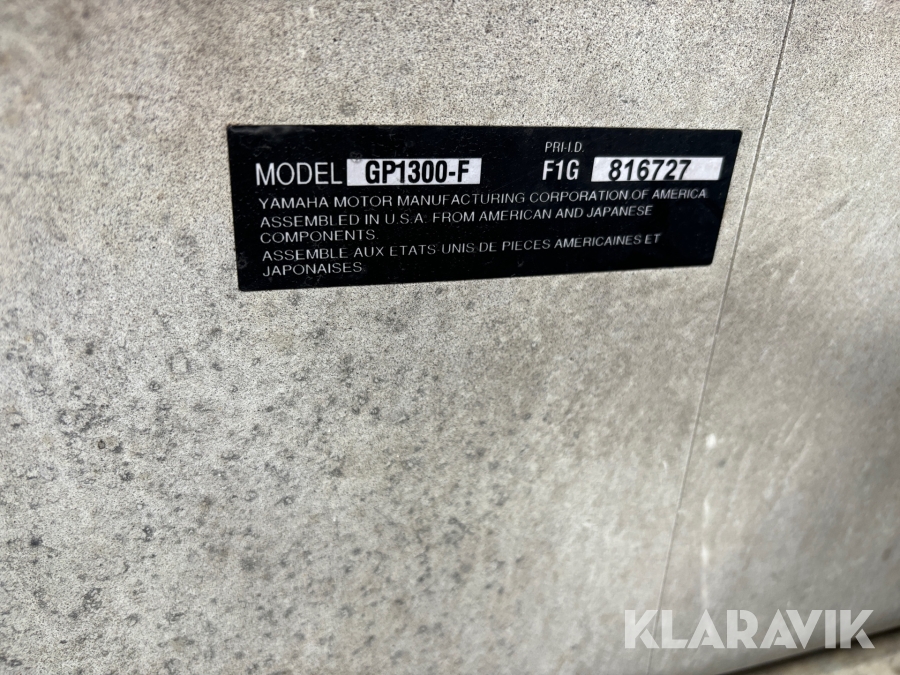 PRI-I.D.
MODEL GP1300-F F1G 816727
YAMAHA MOTOR MANUFACTURING CORPORATION OF AMERICA
ASSEMBLED IN U.S.A. FROM AMERICAN AND JAPANESE
COMPONENTS.
ASSEMBLE AUX ETATS-UNIS DE PIECES AMERICAINES ET
JAPONAISES
KLARAVIK